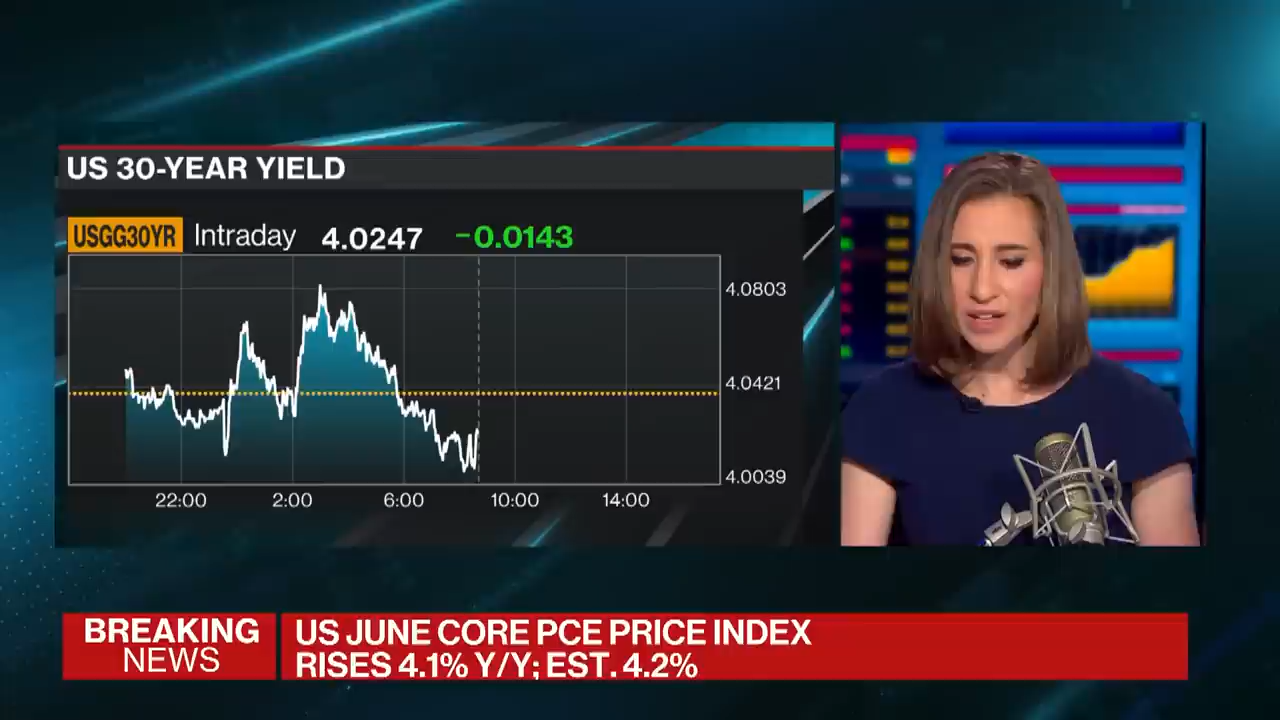 US 30-YEAR YIELD
USGG30YR Intraday 4.0247 -0.0143
4.0803
4.0421
4.0039
22:00 2:00 6:00 10:00 14:00
BREAKING
NEWS
US JUNE CORE PCE PRICE INDEX
RISES 4.1% Y/Y; EST. 4.2%